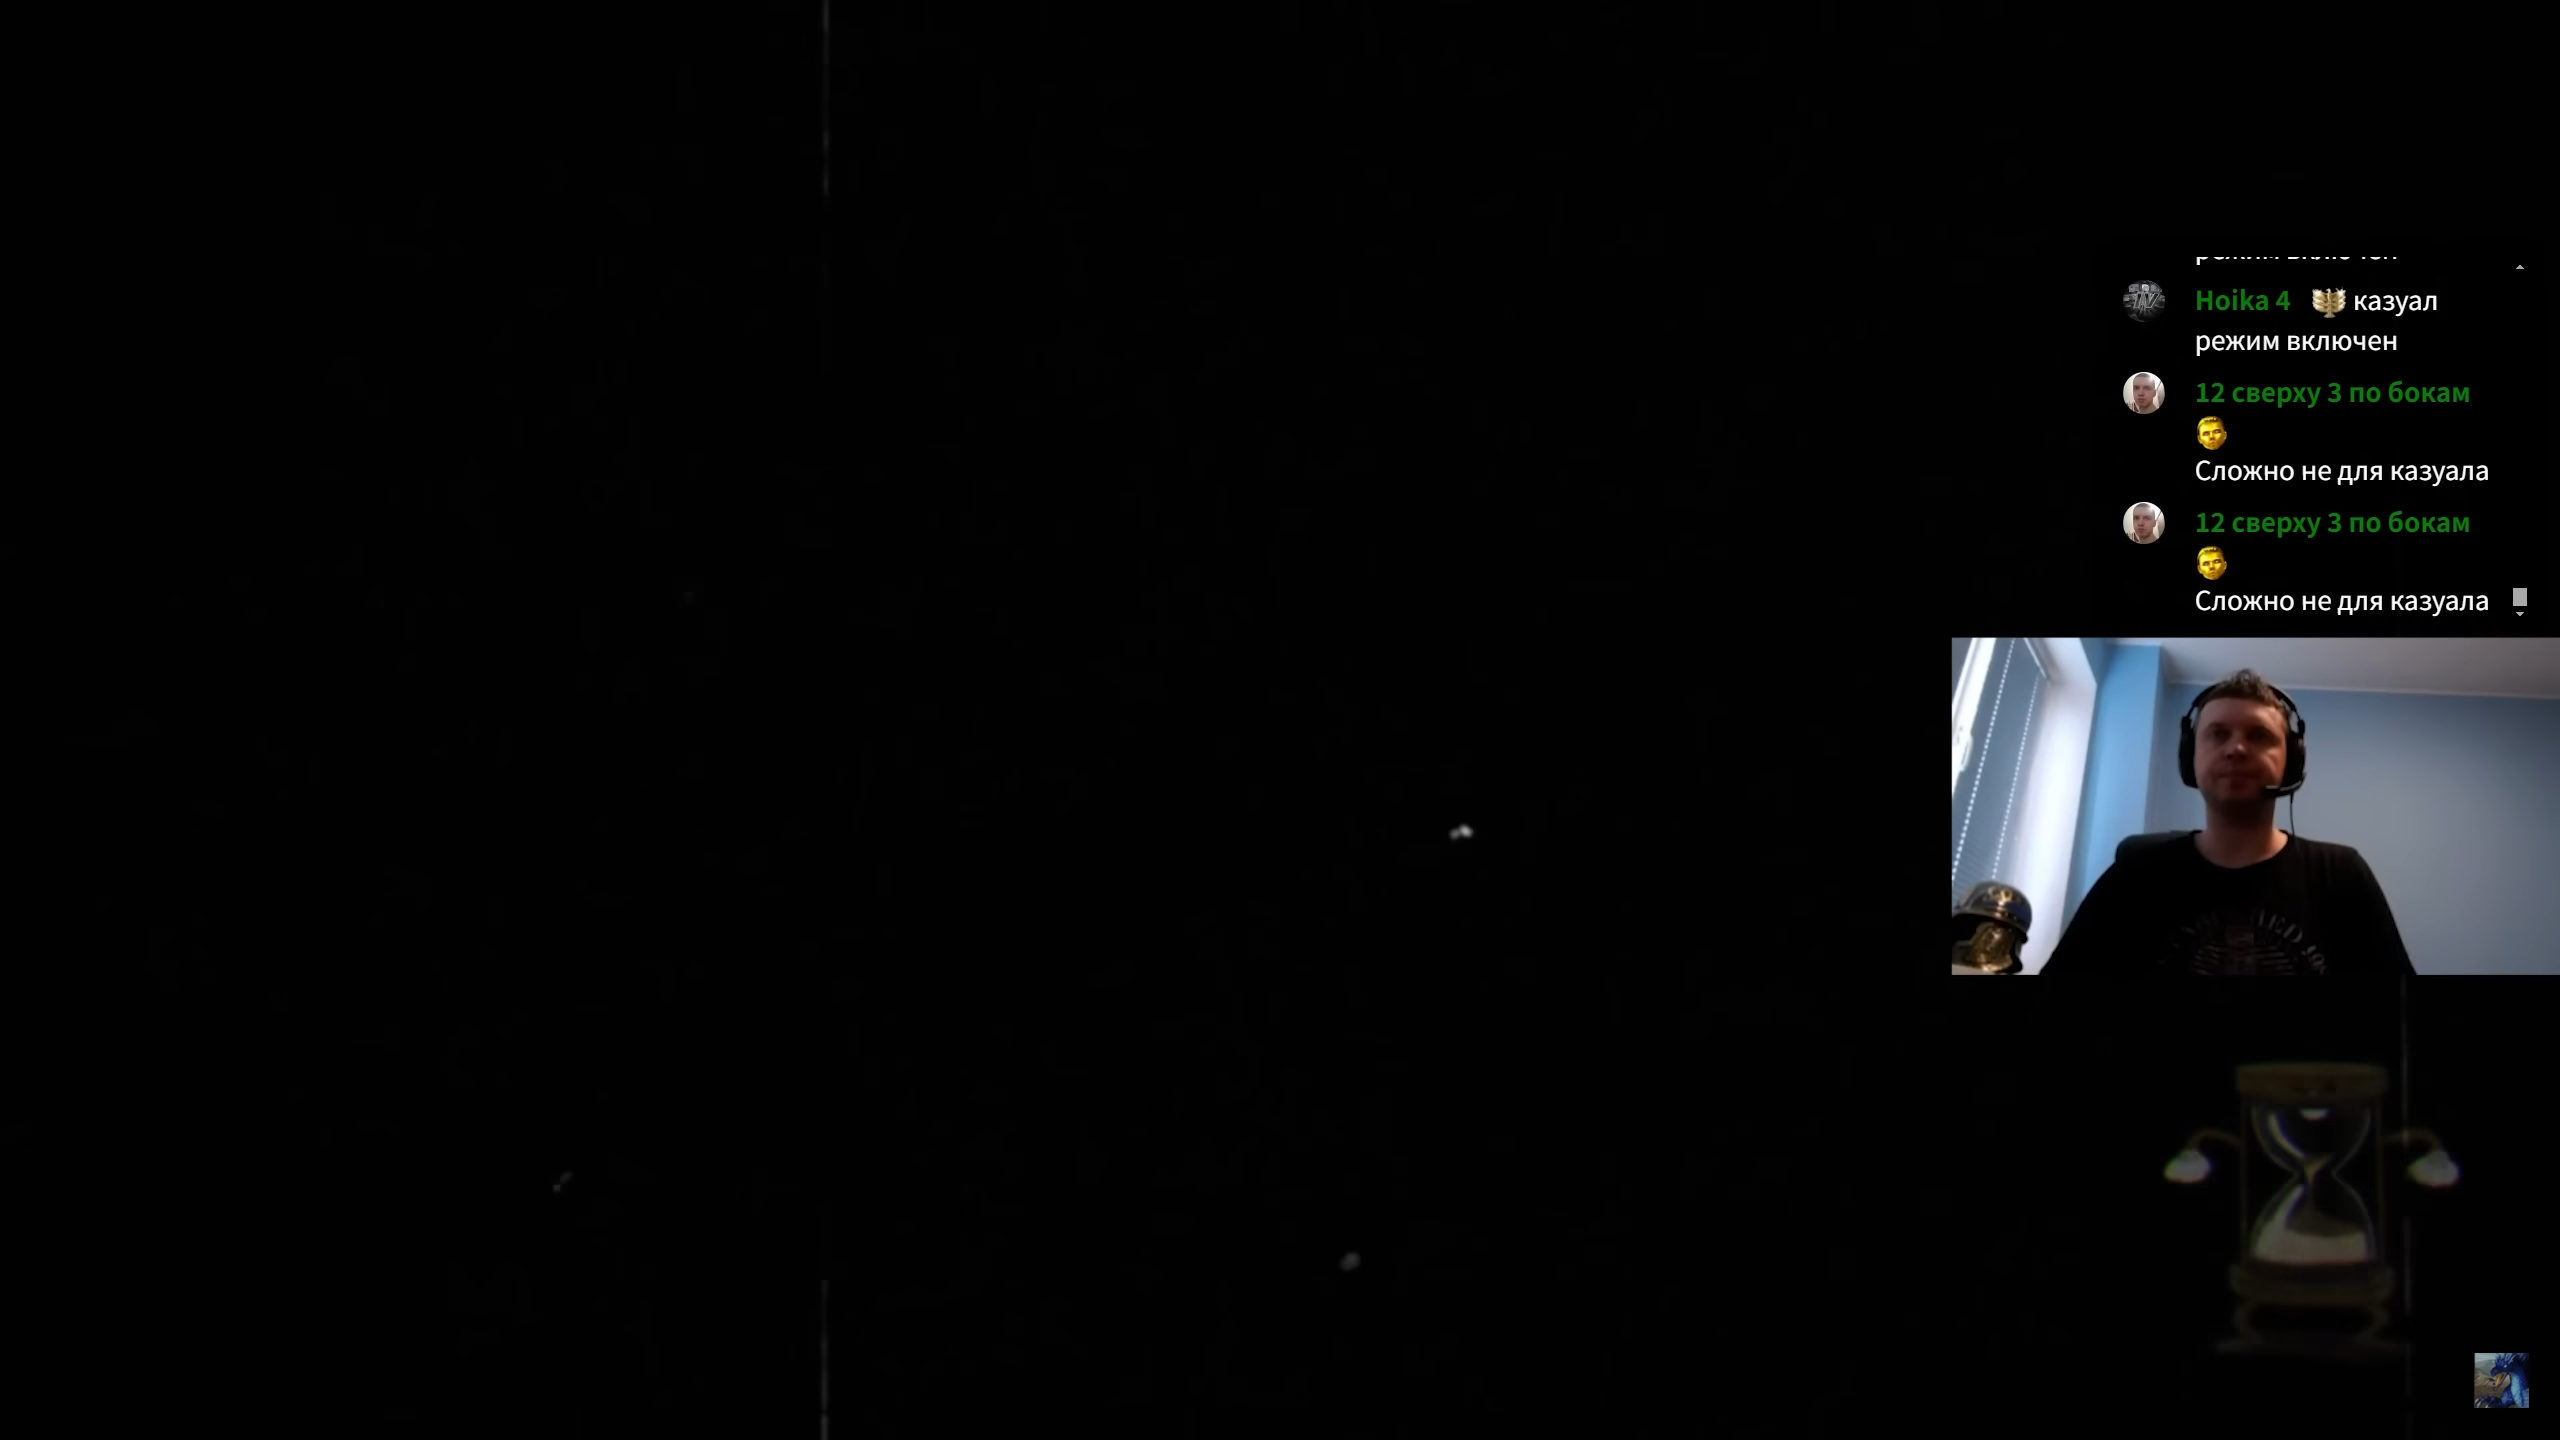 Hoika 4 казуал
режим включен
12 сверху 3 по бокам
Сложно не для казуала
12 сверху 3 по бокам
Сложно не для казуала